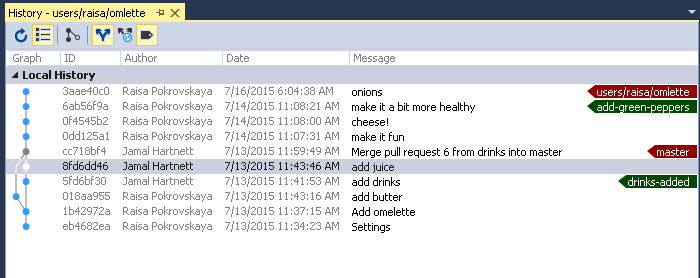 History - users/raisa/omlette
Graph ID Author Date Message
Local History
3aae40c0 Raisa Pokrovskaya 7/16/2015 6:04:38 AM onions users/raisa/omlette
6ab56f9a Raisa Pokrovskaya 7/14/2015 11:08:21 AM make it a bit more healthy add-green-peppers
0f4545b2 Raisa Pokrovskaya 7/14/2015 11:08:00 AM cheese!
0dd125a1 Raisa Pokrovskaya 7/14/2015 11:07:31 AM make it fun
cc718bf4 Jamal Hartnett 7/13/2015 11:59:49 AM Merge pull request 6 from drinks into master master
8fd6dd46 Jamal Hartnett 7/13/2015 11:43:46 AM add juice
5fd6bf30 Jamal Hartnett 7/13/2015 11:41:53 AM add drinks drinks-added
018aa955 Raisa Pokrovskaya 7/13/2015 11:43:16 AM add butter
1b42972a Raisa Pokrovskaya 7/13/2015 11:37:15 AM Add omelette
eb4682ea Raisa Pokrovskaya 7/13/2015 11:34:23 AM Settings